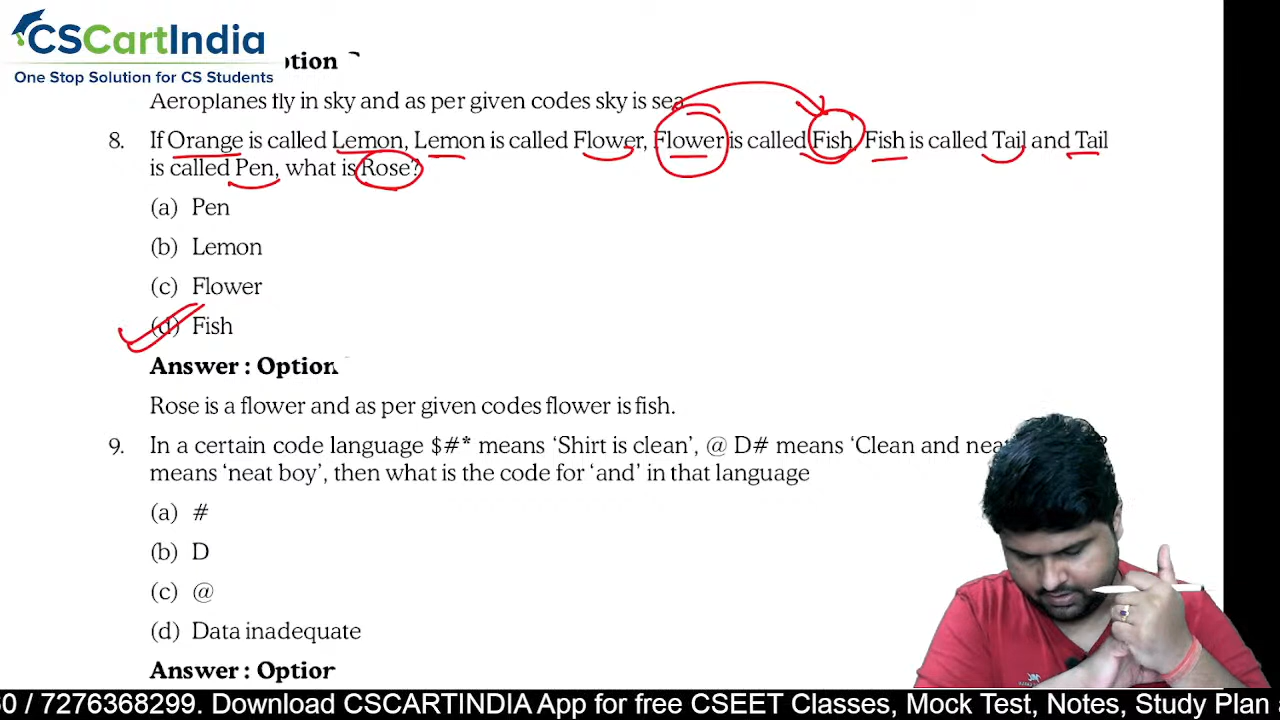 CSCartIndia
One Stop Solution for CS Students
Aeroplanes fly in sky and as per given codes sky is sea
8. If Orange is called Lemon, Lemon is called Flower, Flower is called Fish, Fish is called Tail and Tail
is called Pen, what is Rose?
(a) Pen
(b) Lemon
(c) Flower
(d) Fish
Answer : Option
Rose is a flower and as per given codes flower is fish.
9. In a certain code language $#* means ‘Shirt is clean’, @ D# means ‘Clean and
means ‘neat boy’, then what is the code for ‘and’ in that language
(a) #
(b) D
(c) @
(d) Data inadequate
Answer :
0 / 7276368299. Download CSCARTINDIA App for free CSEET Classes, Mock Test, Notes, Study Plan